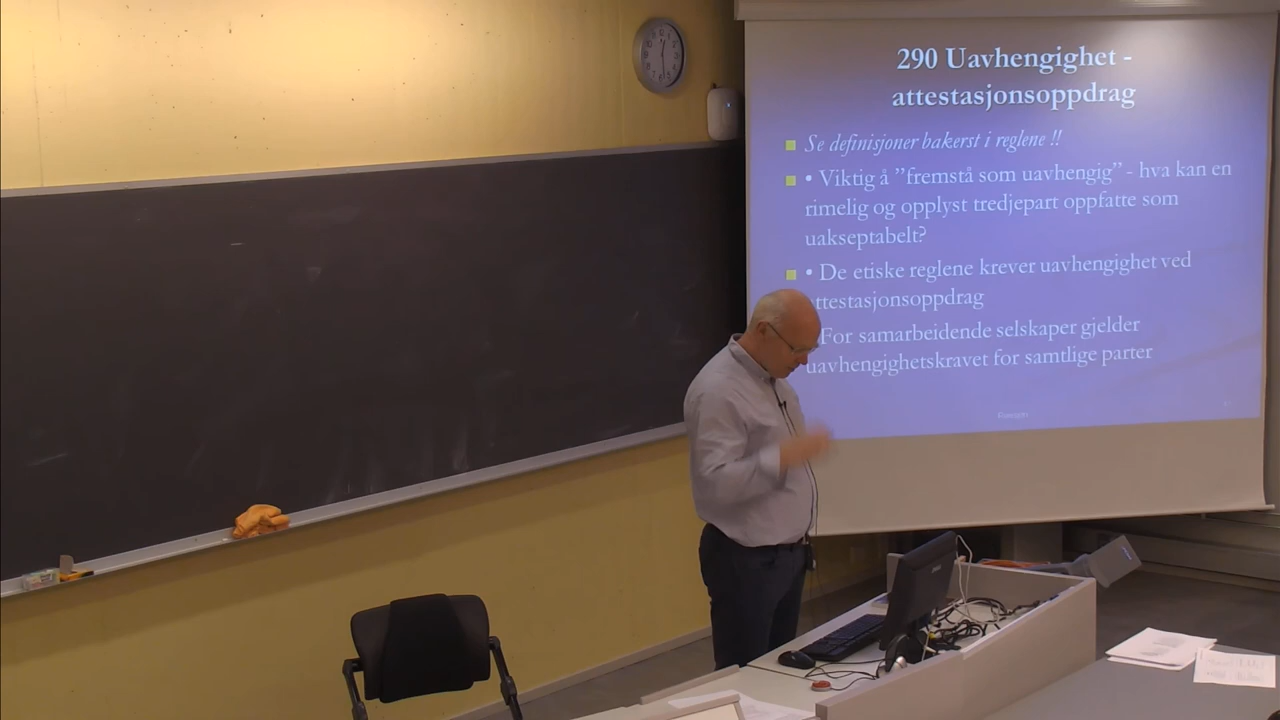 290 Uavhengighet -
attestasjonsoppdrag
Se definisjoner bakerst i reglene !!
• Viktig å ”fremstå som uavhengig” - hva kan en
rimelig og opplyst tredjepart oppfatte som
uakseptabelt?
• De etiske reglene krever uavhengighet ved
attestasjonsoppdrag
For samarbeidende selskaper gjelder
uavhengighetskravet for samtlige parter